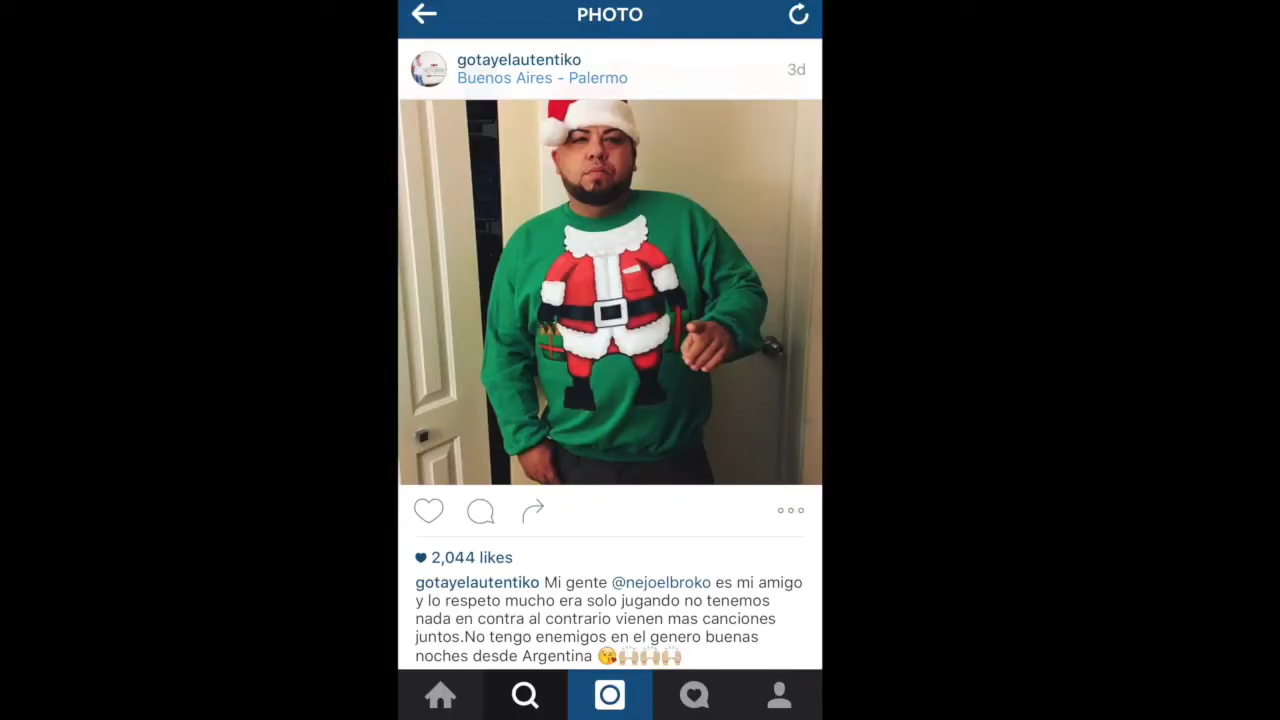 PHOTO
gotayelautentiko
Buenos Aires - Palermo
3d
2,044 likes
gotayelautentiko Mi gente @nejoelbroko es mi amigo
y lo respeto mucho era solo jugando no tenemos
nada en contra al contrario vienen mas canciones
juntos.No tengo enemigos en el genero buenas
noches desde Argentina 😘🙌🏼🙌🏼🙌🏼